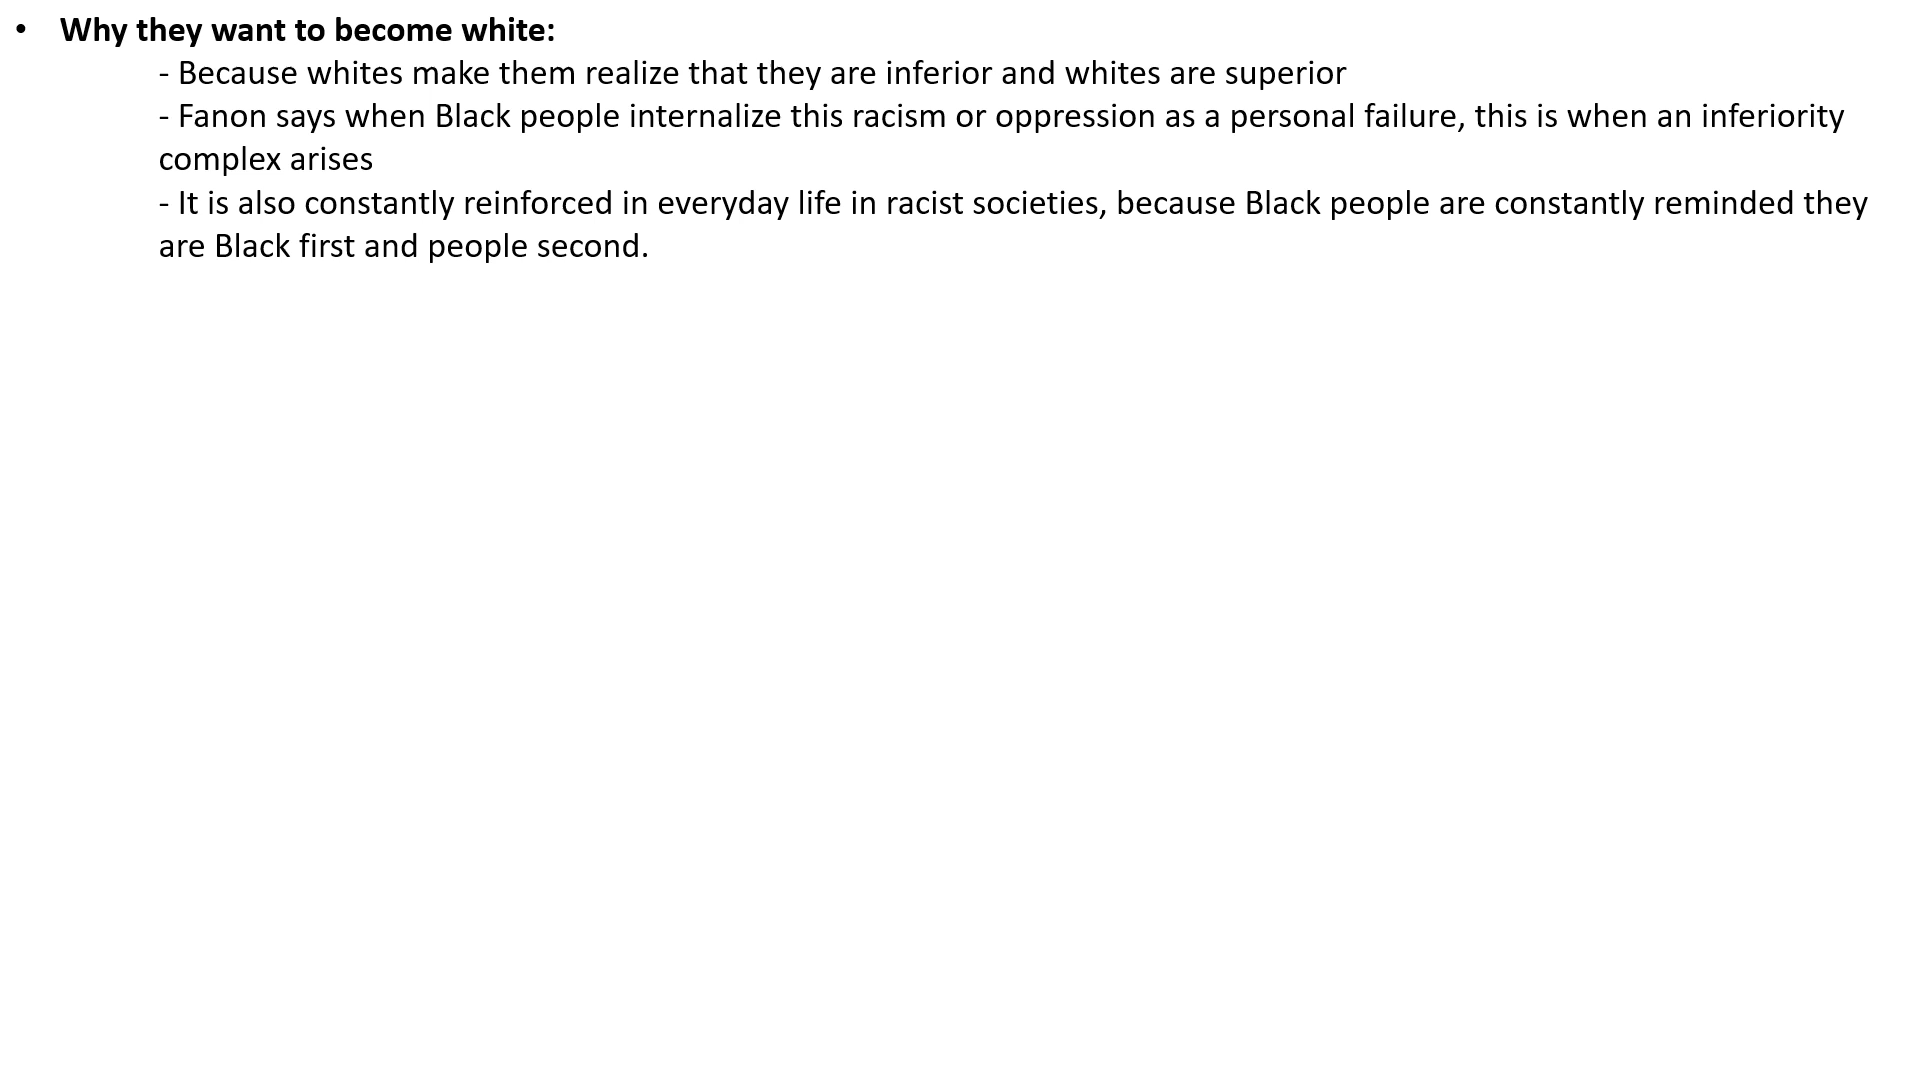 • Why they want to become white:
- Because whites make them realize that they are inferior and whites are superior
- Fanon says when Black people internalize this racism or oppression as a personal failure, this is when an inferiority
complex arises
- It is also constantly reinforced in everyday life in racist societies, because Black people are constantly reminded they
are Black first and people second.